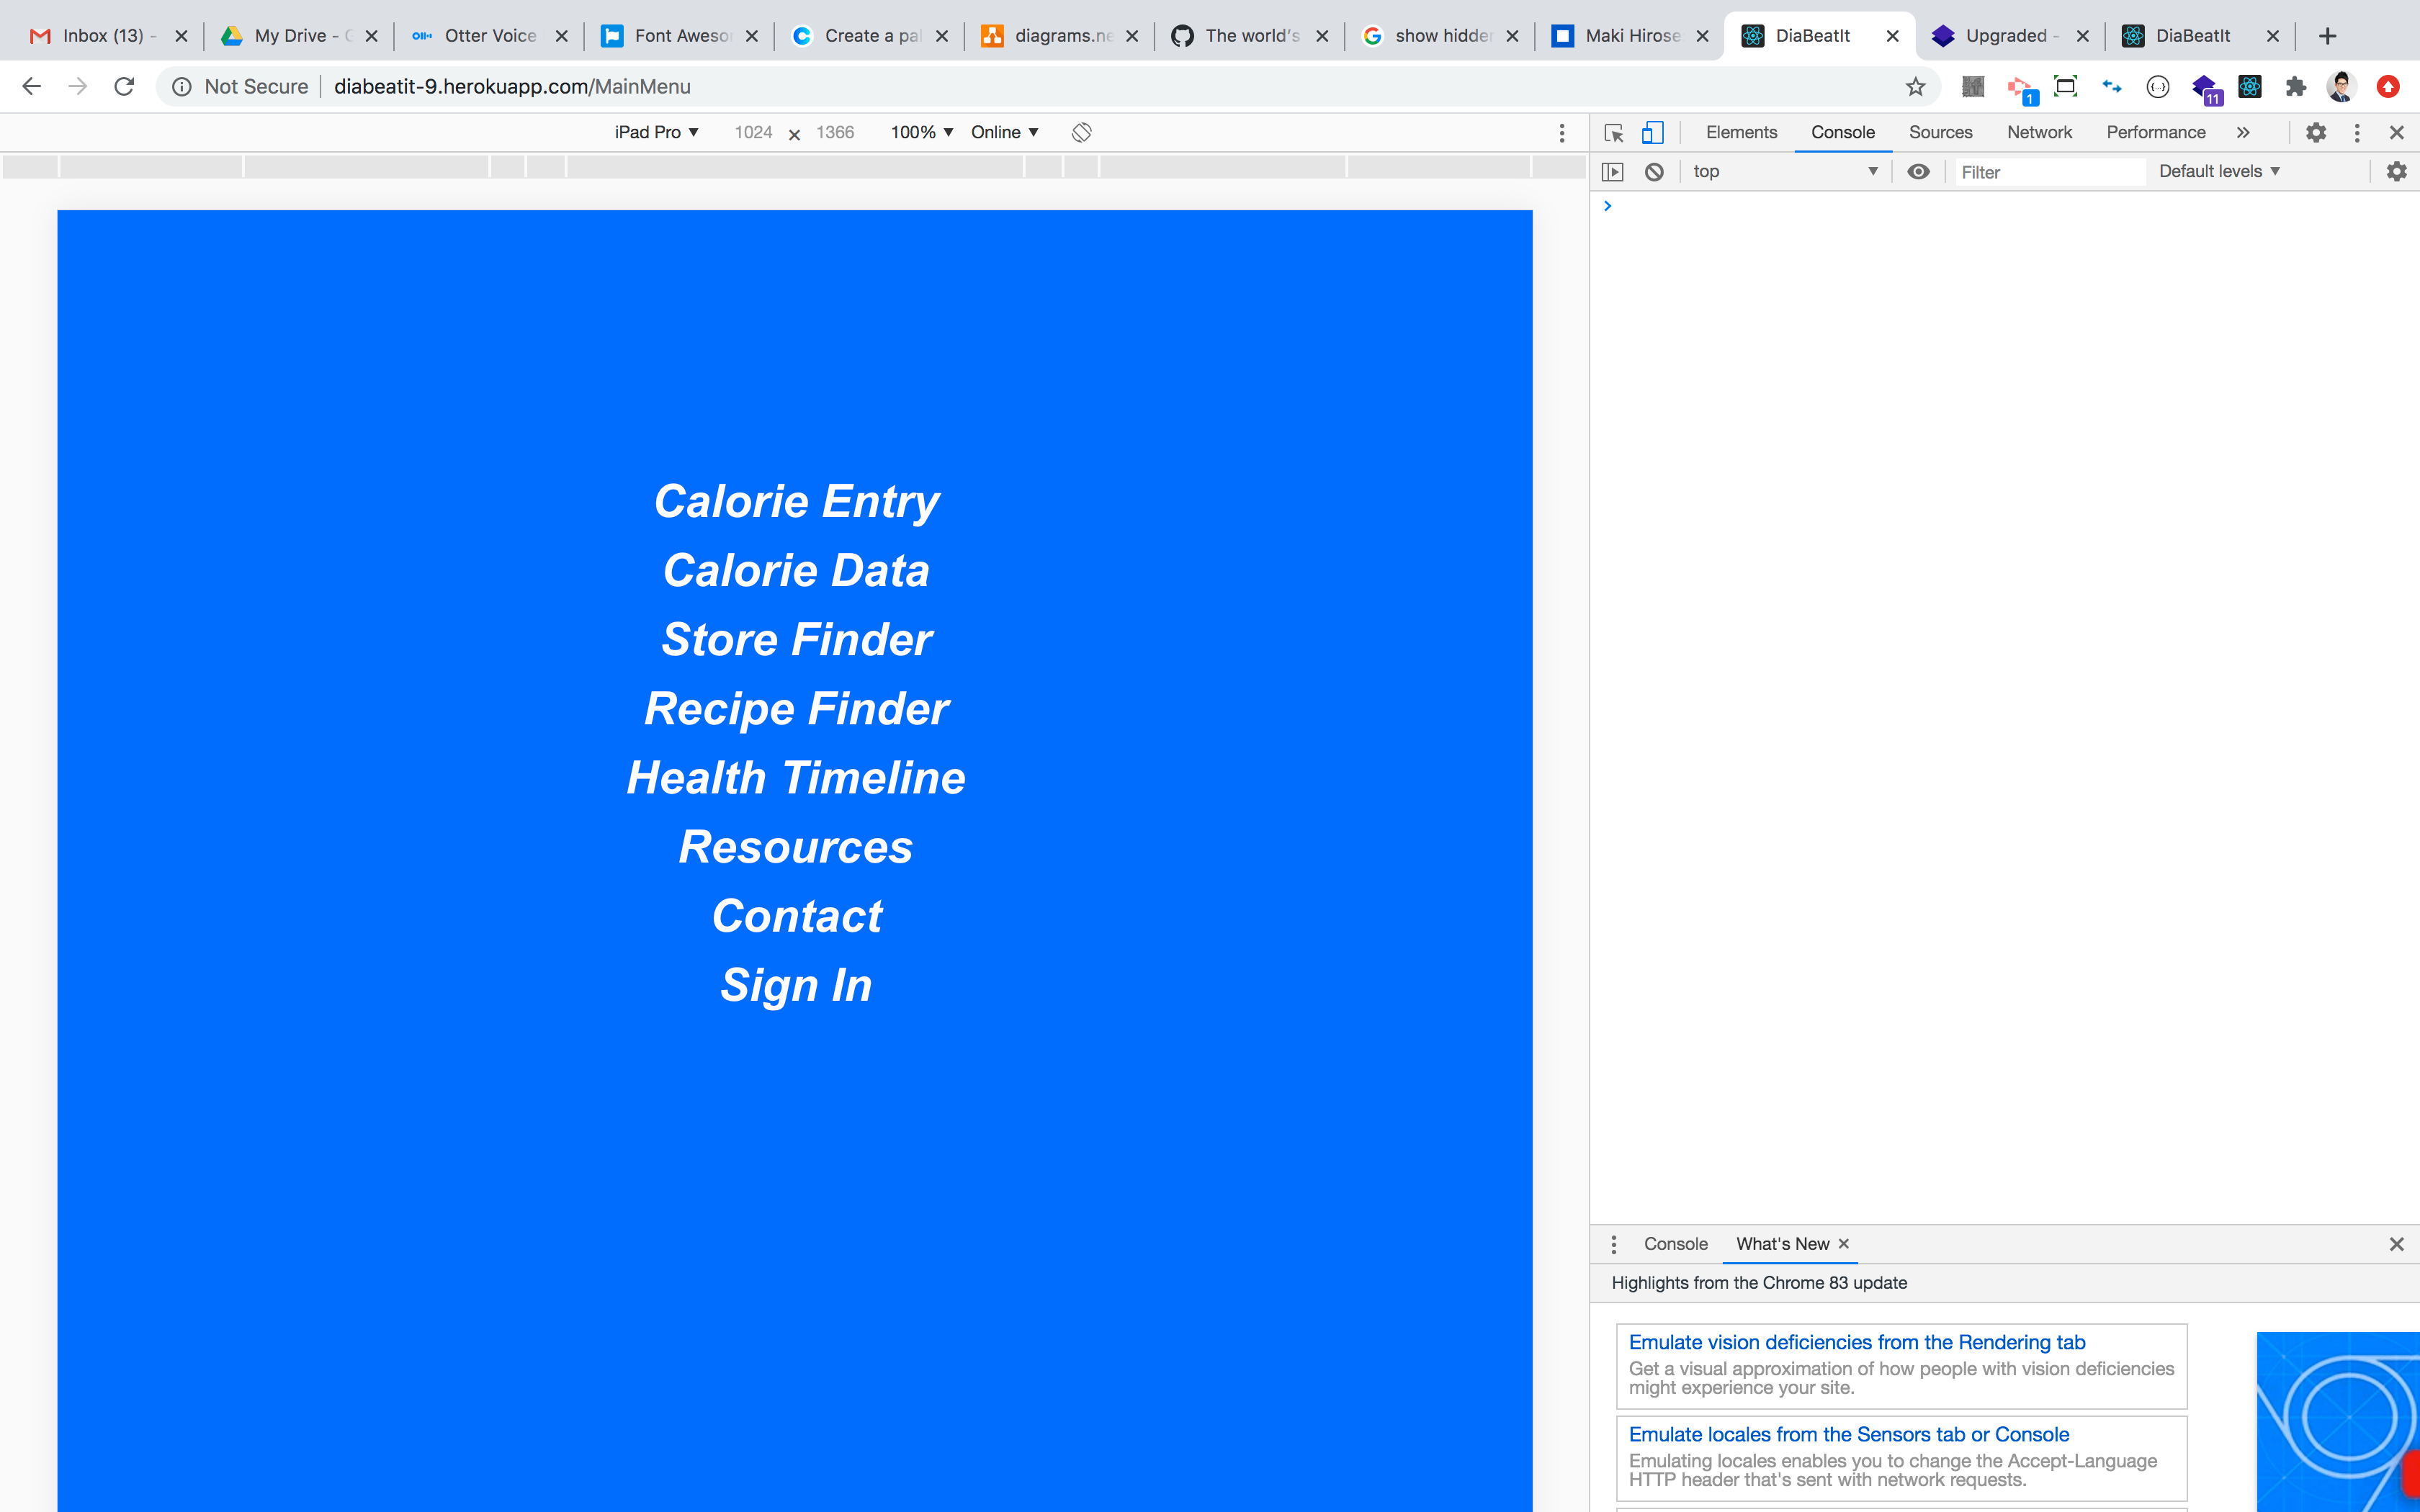 Inbox (13) -
My Drive -
Otter Voice
Font Aweso
Create a pal
diagrams.ne
The world's
show hidden
Maki Hirose
DiaBeatIt
Upgraded -
DiaBeatIt
Not Secure
diabeatit-9.herokuapp.com/MainMenu
1
11
iPad Pro
1024
1366
100%
Online
Elements
Console
Sources
Network
Performance
top
Filter
Default levels
Calorie Entry
Calorie Data
Store Finder
Recipe Finder
Health Timeline
Resources
Contact
Sign In
Console
What's New
Highlights from the Chrome 83 update
Emulate vision deficiencies from the Rendering tab
Get a visual approximation of how people with vision deficiencies
might experience your site.
Emulate locales from the Sensors tab or Console
Emulating locales enables you to change the Accept-Language
HTTP header that's sent with network requests.